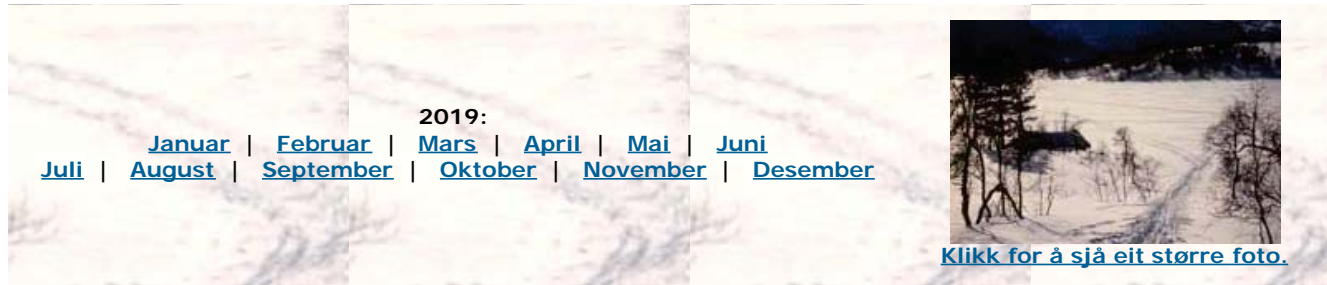 2019:
Januar | Februar | Mars | April | Mai | Juni
Juli | August | September | Oktober | November | Desember
Klikk for å sjå eit større foto.